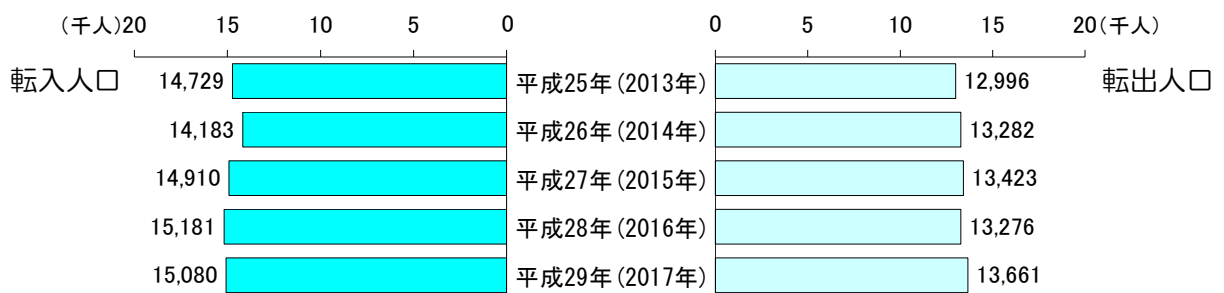 (千人)20 15 10 5 0 0 5 10 15 20(千人)
転入人口 14,729 平成25年(2013年) 12,996 転出人口
14,183 平成26年(2014年) 13,282
14,910 平成27年(2015年) 13,423
15,181 平成28年(2016年) 13,276
15,080 平成29年(2017年) 13,661